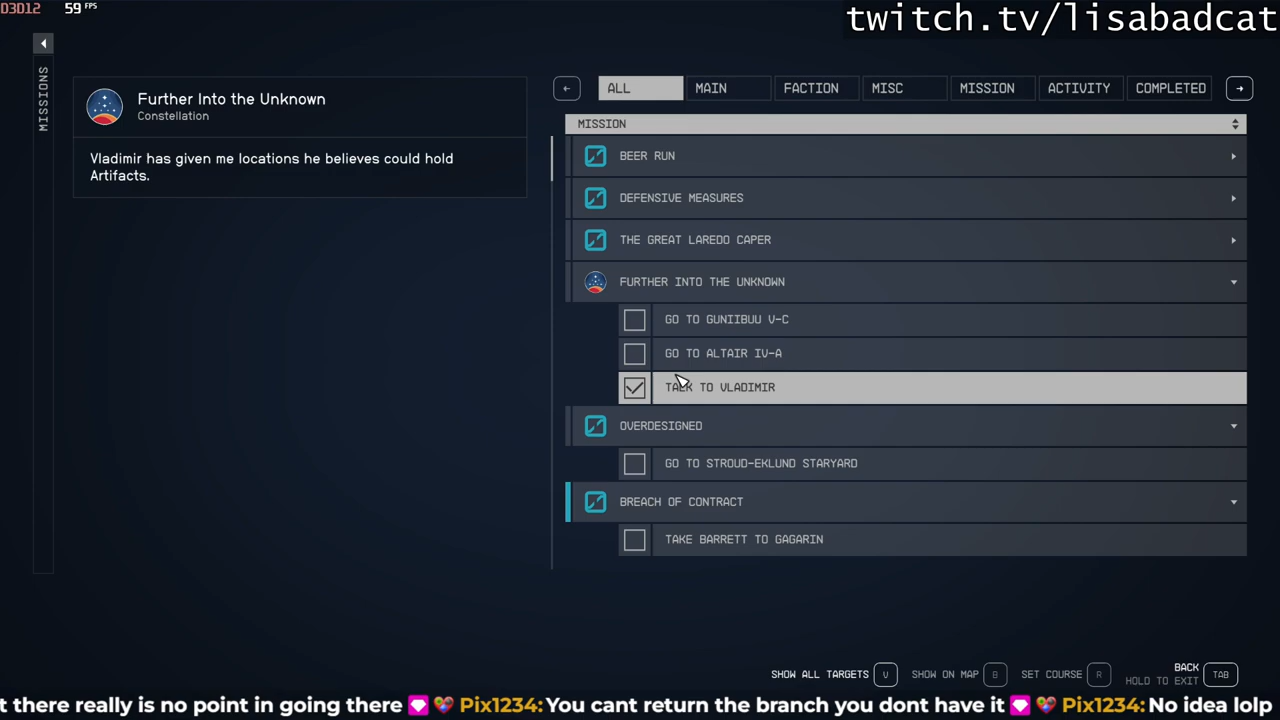 D3D12 59 FPS
twitch.tv/lisabadcat
MISSIONS
Further Into the Unknown
Constellation
Vladimir has given me locations he believes could hold
Artifacts.
ALL MAIN FACTION MISC MISSION ACTIVITY COMPLETED
MISSION
BEER RUN
DEFENSIVE MEASURES
THE GREAT LAREDO CAPER
FURTHER INTO THE UNKNOWN
GO TO GUNIIBUU V-C
GO TO ALTAIR IV-A
TALK TO VLADIMIR
OVERDESIGNED
GO TO STROUD-EKLUND STARYARD
BREACH OF CONTRACT
TAKE BARRETT TO GAGARIN
SHOW ALL TARGETS V SHOW ON MAP B SET COURSE R BACK TAB
HOLD TO EXIT
t there really is no point in going there Pix1234: You cant return the branch you dont have it Pix1234: No idea lolp